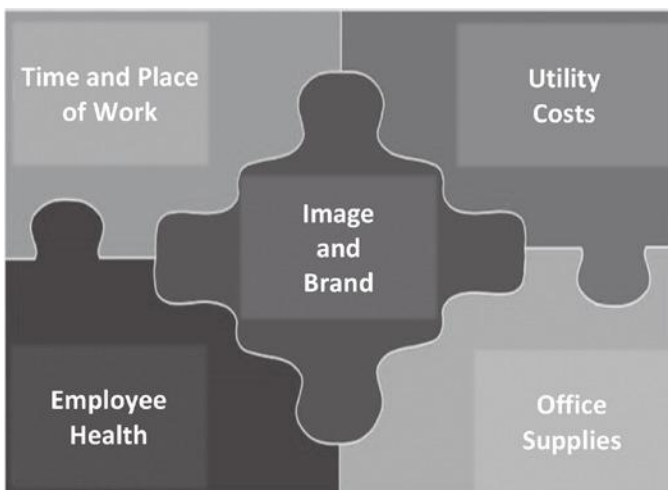 Time and Place
of Work
Utility
Costs
Image
and
Brand
Employee
Health
Office
Supplies